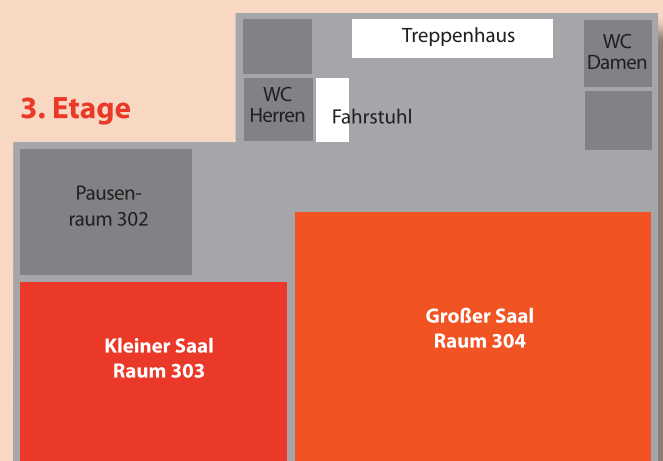 Treppenhaus
WC
Damen
WC
Herren
Fahrstuhl
3. Etage
Pausen-
raum 302
Großer Saal
Raum 304
Kleiner Saal
Raum 303